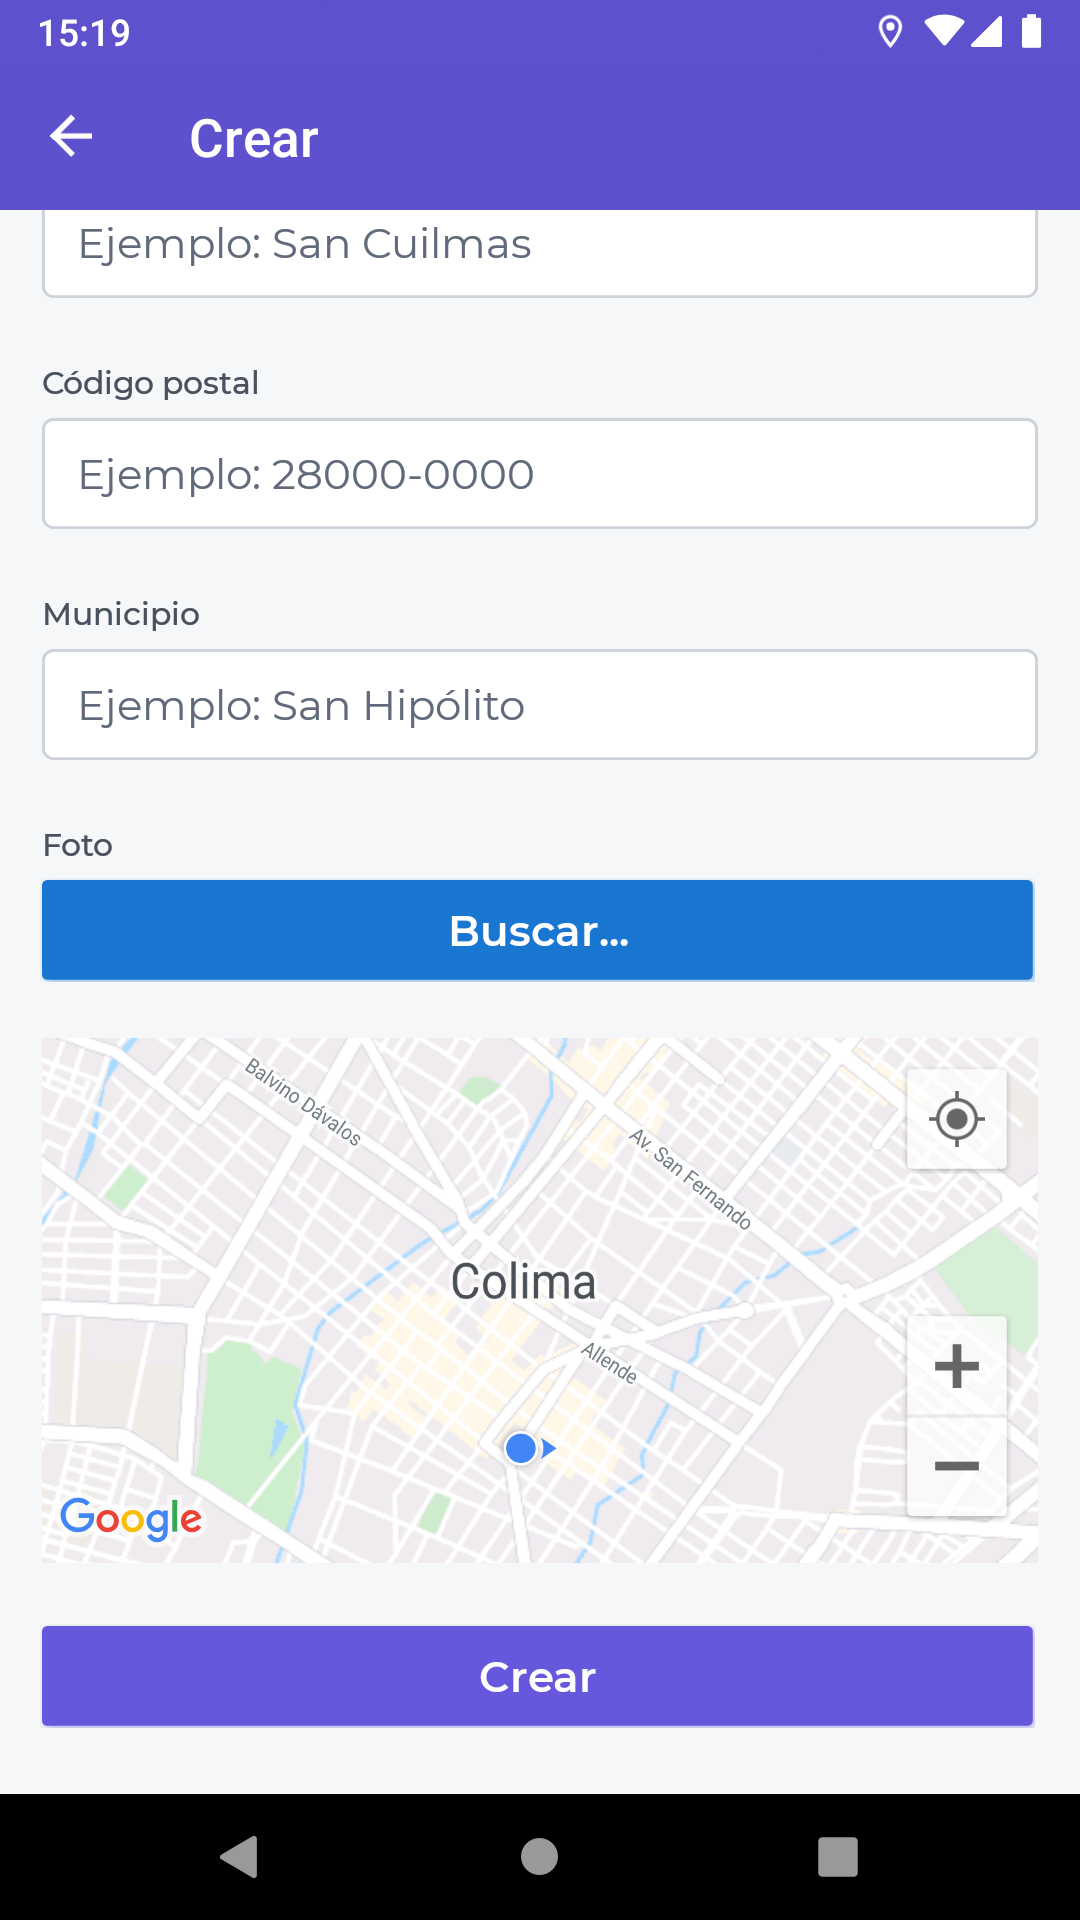 15:19
Crear
Ejemplo: San Cuilmas
Código postal
Ejemplo: 28000-0000
Municipio
Ejemplo: San Hipólito
Foto
Buscar...
Balvino Dávalos
Av. San Fernando
Colima
Allende
Google
Crear